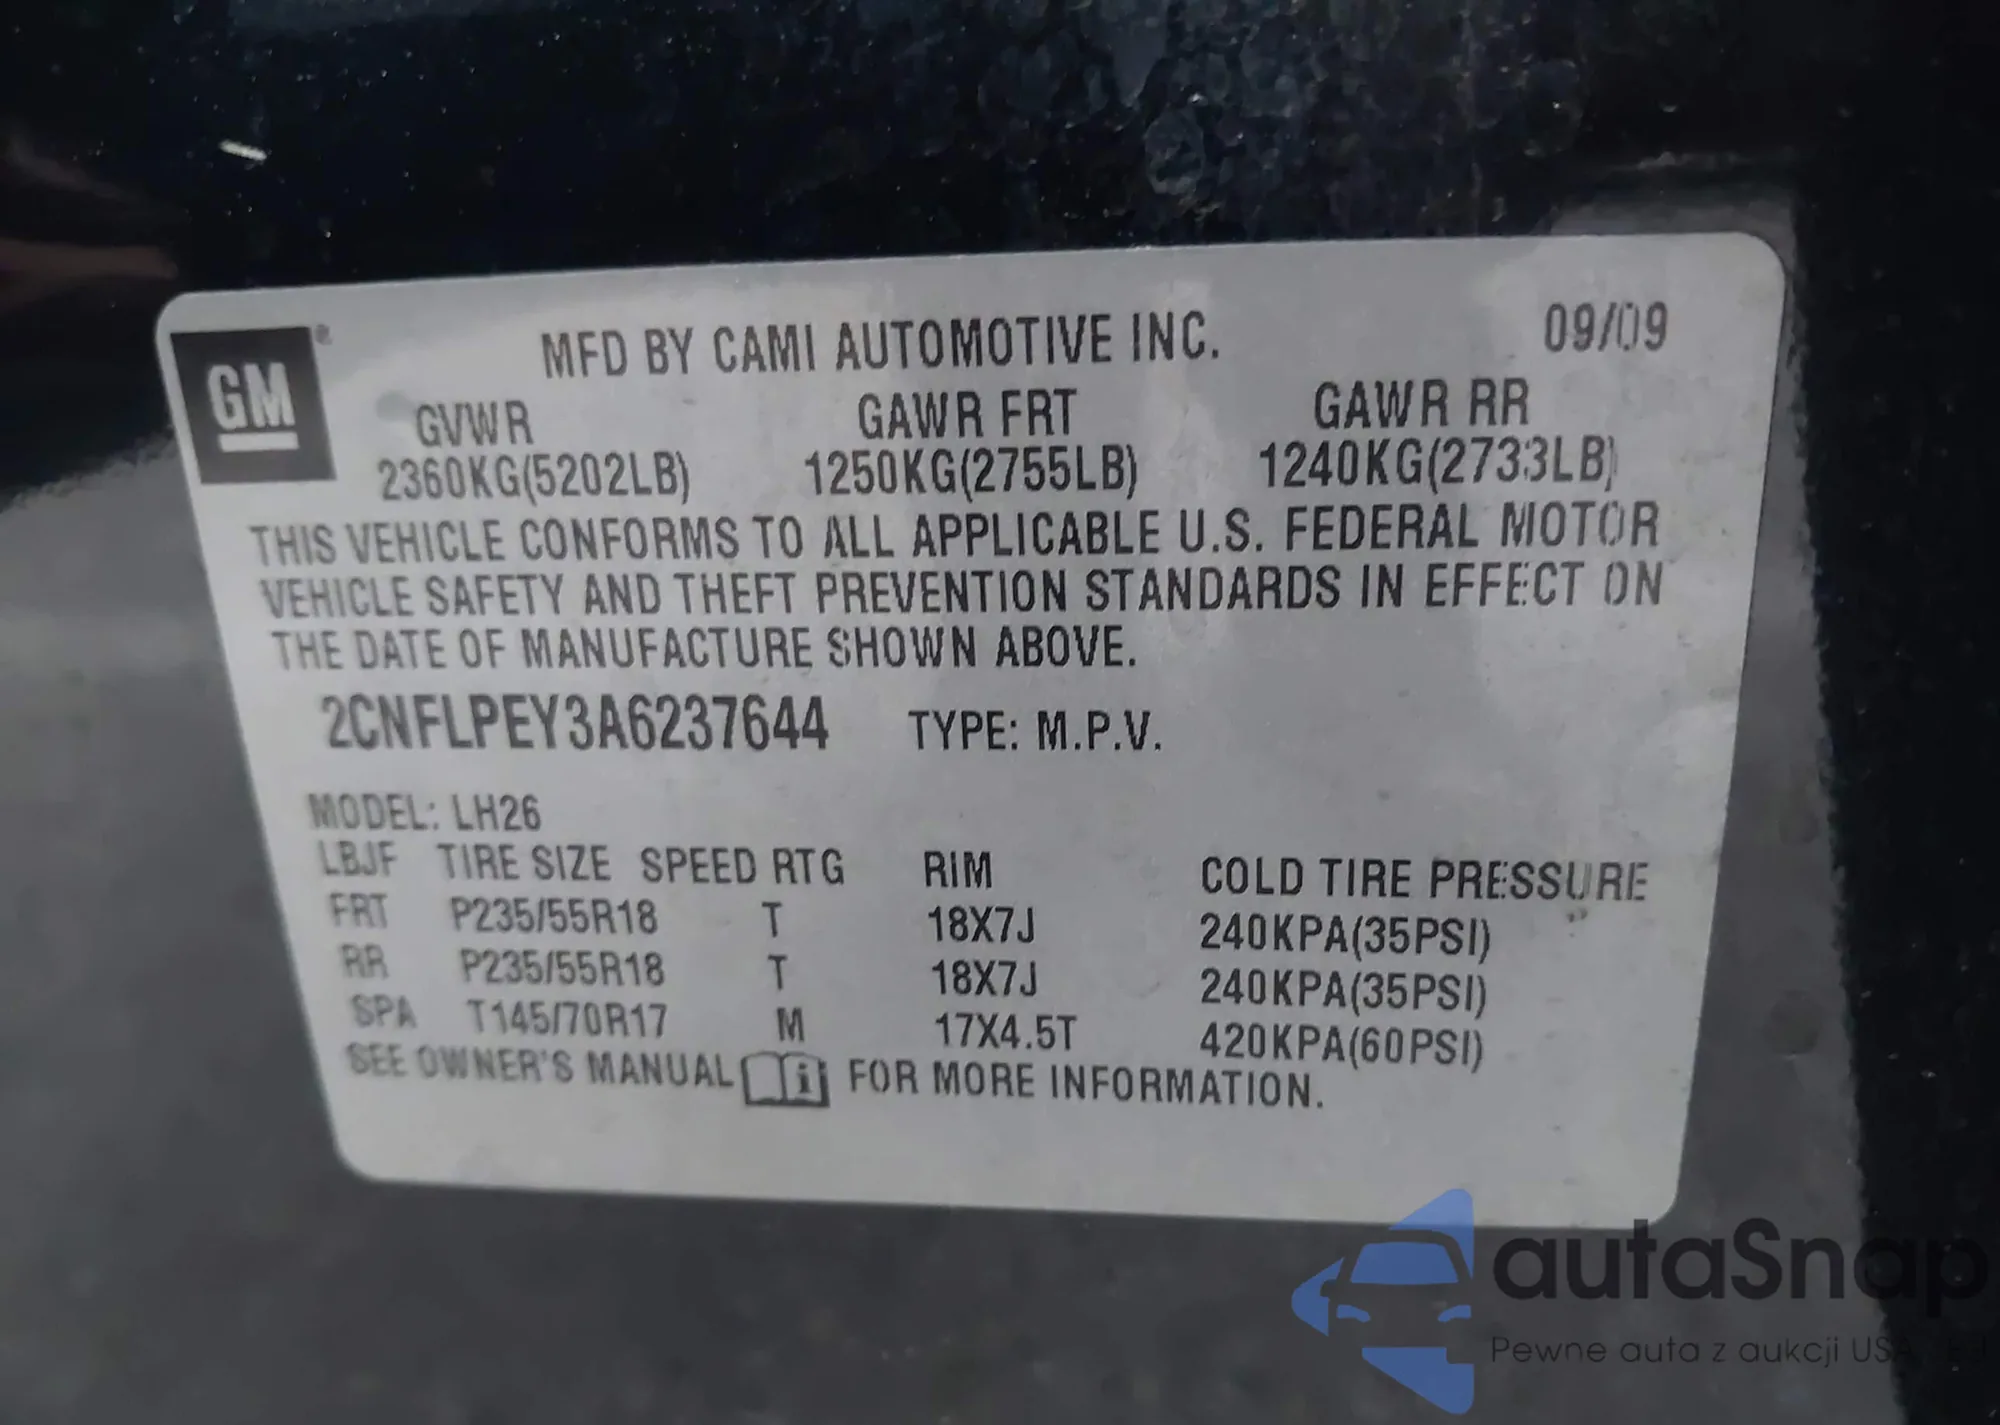 GM ®
MFD BY CAMI AUTOMOTIVE INC. 09/09
GVWR GAWR FRT GAWR RR
2360KG(5202LB) 1250KG(2755LB) 1240KG(2733LB)
THIS VEHICLE CONFORMS TO ALL APPLICABLE U.S. FEDERAL MOTOR
VEHICLE SAFETY AND THEFT PREVENTION STANDARDS IN EFFECT ON
THE DATE OF MANUFACTURE SHOWN ABOVE.
2CNFLPEY3A6237644 TYPE: M.P.V.
MODEL: LH26
LBJF TIRE SIZE SPEED RTG RIM COLD TIRE PRESSURE
FRT P235/55R18 T 18X7J 240KPA(35PSI)
RR P235/55R18 T 18X7J 240KPA(35PSI)
SPA T145/70R17 M 17X4.5T 420KPA(60PSI)
SEE OWNER'S MANUAL i FOR MORE INFORMATION.
autaSnap
Pewne auta z aukcji